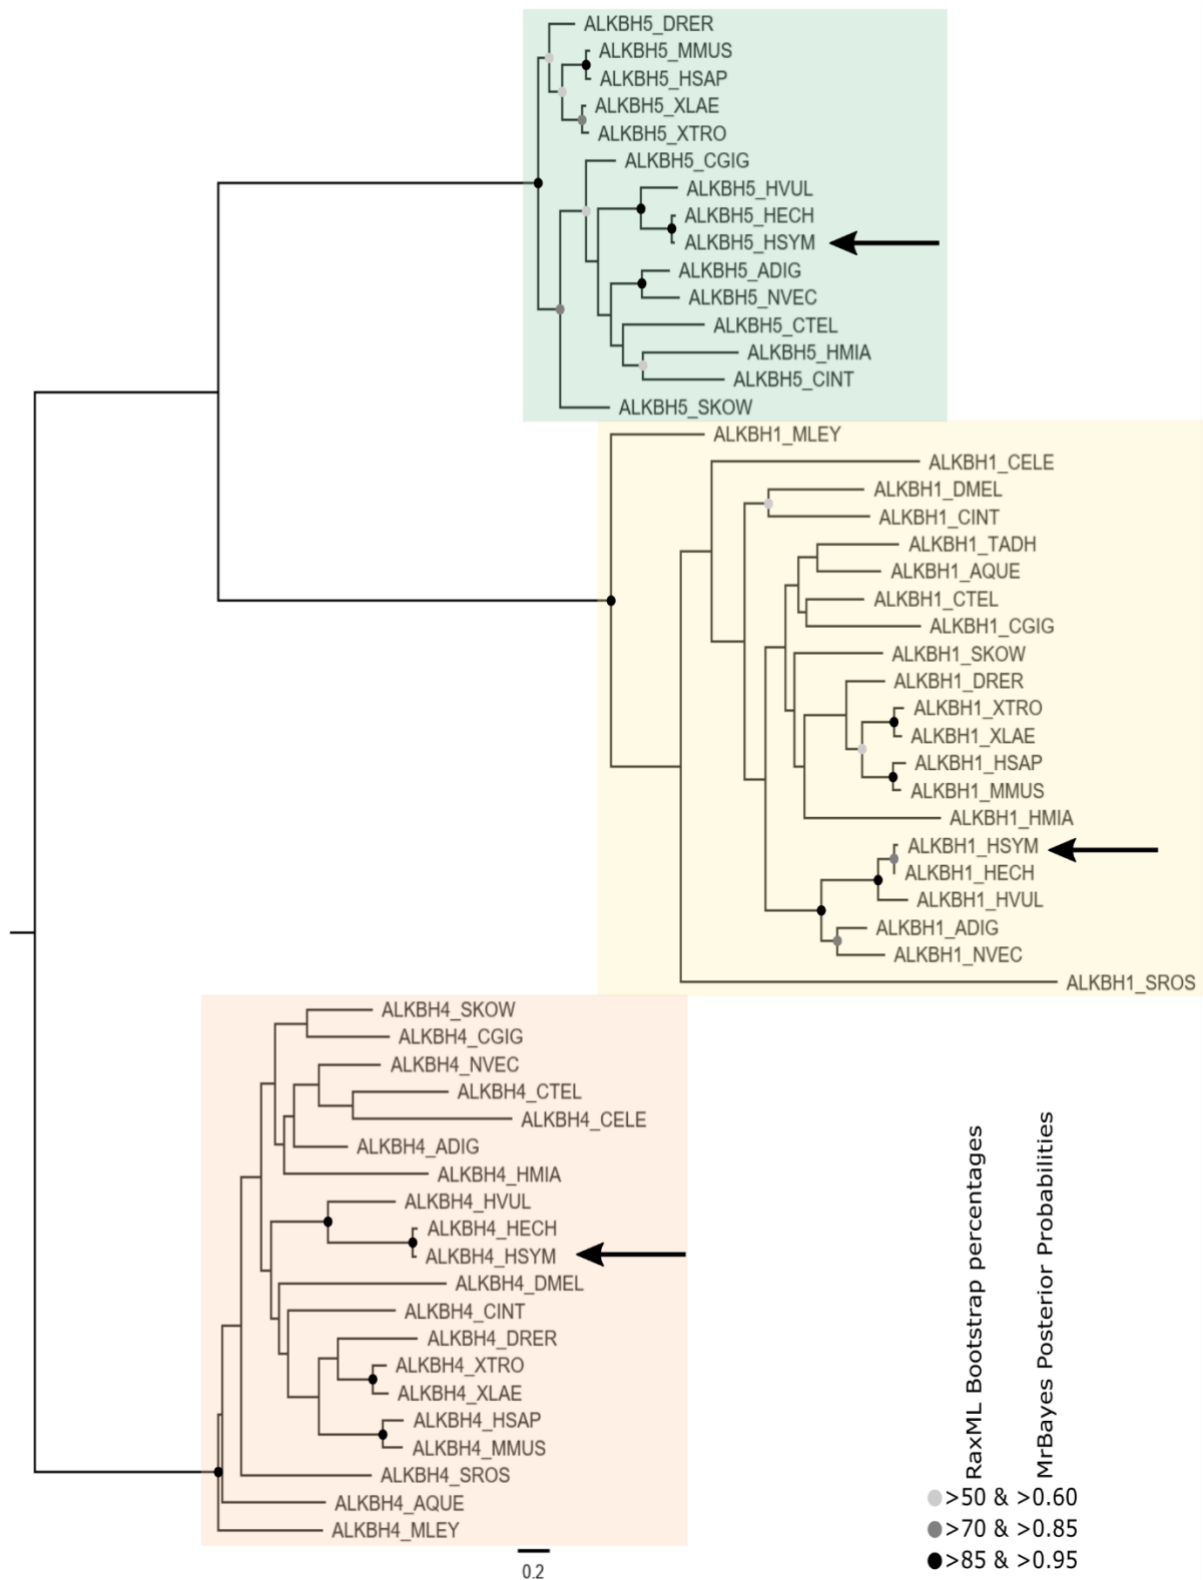 ALKBH5_DRER
ALKBH5_MMUS
ALKBH5_HSAP
ALKBH5_XLAE
ALKBH5_XTRO
ALKBH5_CGIG
ALKBH5_HVUL
ALKBH5_HECH
ALKBH5_HSYM
ALKBH5_ADIG
ALKBH5_NVEC
ALKBH5_CTEL
ALKBH5_HMIA
ALKBH5_CINT
ALKBH5_SKOW
ALKBH1_MLEY
ALKBH1_CELE
ALKBH1_DMEL
ALKBH1_CINT
ALKBH1_TADH
ALKBH1_AQUE
ALKBH1_CTEL
ALKBH1_CGIG
ALKBH1_SKOW
ALKBH1_DRER
ALKBH1_XTRO
ALKBH1_XLAE
ALKBH1_HSAP
ALKBH1_MMUS
ALKBH1_HMIA
ALKBH1_HSYM
ALKBH1_HECH
ALKBH1_HVUL
ALKBH1_ADIG
ALKBH1_NVEC
ALKBH1_SROS
ALKBH4_SKOW
ALKBH4_CGIG
ALKBH4_NVEC
ALKBH4_CTEL
ALKBH4_CELE
ALKBH4_ADIG
ALKBH4_HMIA
ALKBH4_HVUL
ALKBH4_HECH
ALKBH4_HSYM
ALKBH4_DMEL
ALKBH4_CINT
ALKBH4_DRER
ALKBH4_XTRO
ALKBH4_XLAE
ALKBH4_HSAP
ALKBH4_MMUS
ALKBH4_SROS
ALKBH4_AQUE
ALKBH4_MLEY
0.2
RaxML Bootstrap percentages
MrBayes Posterior Probabilities
>50 & >0.60
>70 & >0.85
>85 & >0.95